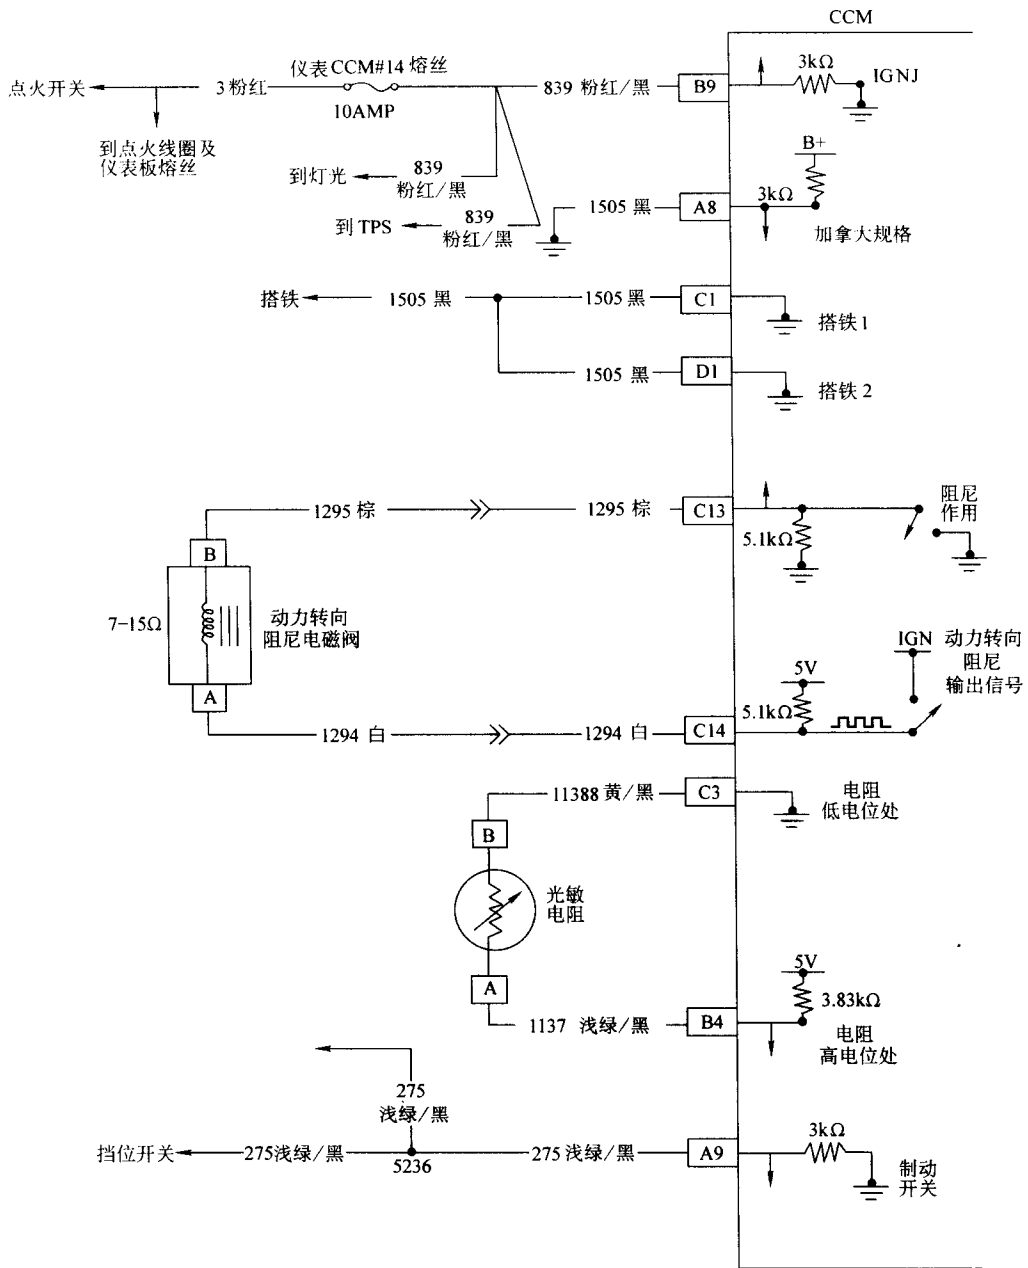 CCM
仪表CCM#14 熔丝
点火开关
3粉红
10AMP
839 粉红/黑
B9
3kΩ
IGNJ
到点火线圈及
仪表板熔丝
到灯光
839
粉红/黑
到 TPS
839
粉红/黑
1505 黑
A8
3kΩ
B+
加拿大规格
搭铁
1505 黑
1505 黑
C1
搭铁 1
1505 黑
D1
搭铁 2
1295 棕
1295 棕
C13
5.1kΩ
阻尼
作用
B
7-15Ω
动力转向
阻尼电磁阀
A
1294 白
1294 白
C14
5V
5.1kΩ
IGN
动力转向
阻尼
输出信号
11388 黄/黑
C3
电阻
低电位处
B
光敏
电阻
A
1137 浅绿/黑
B4
5V
3.83kΩ
电阻
高电位处
275
浅绿/黑
挡位开关
275浅绿/黑
5236
275 浅绿/黑
A9
3kΩ
制动
开关